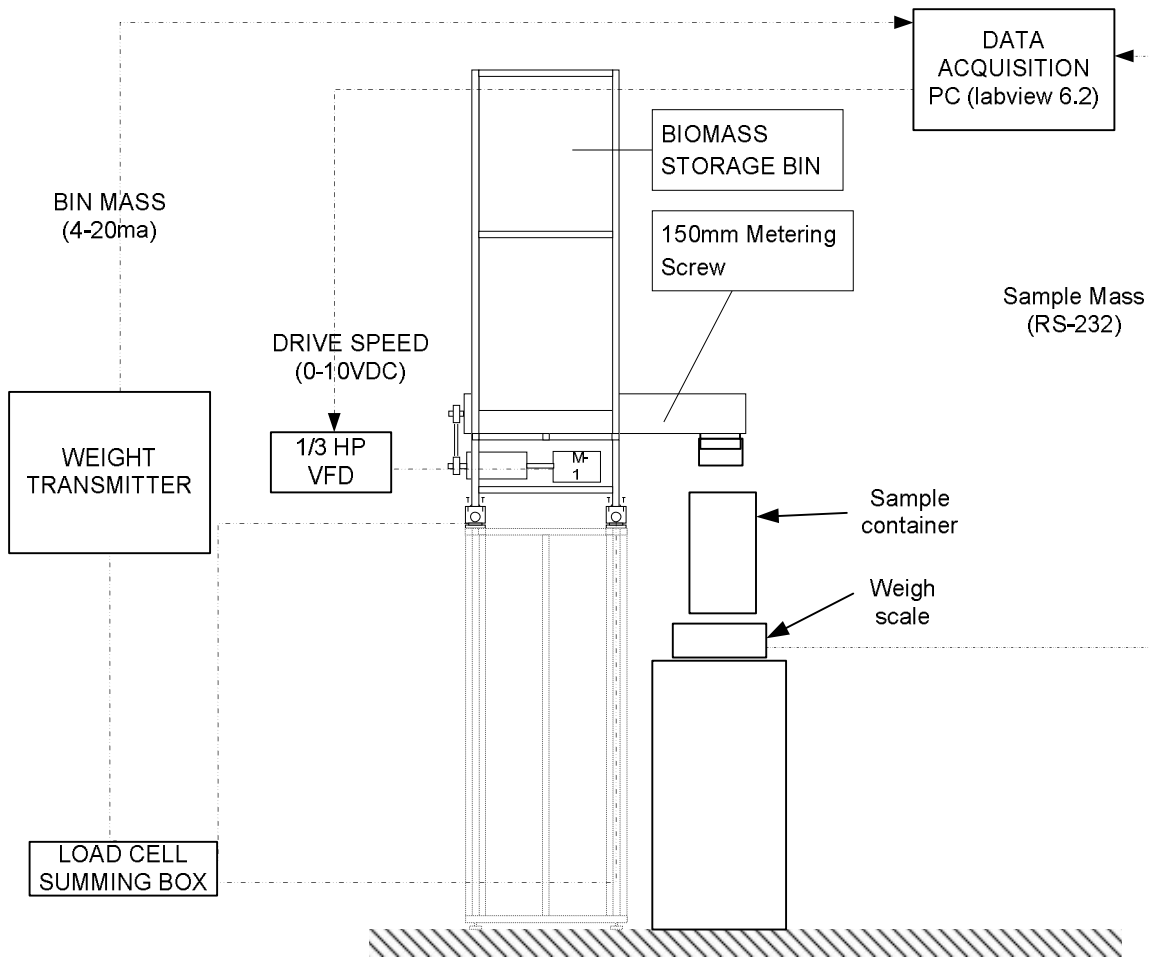 DATA
ACQUISITION
PC (labview 6.2)
BIOMASS
STORAGE BIN
BIN MASS
(4-20ma)
150mm Metering
Screw
Sample Mass
(RS-232)
DRIVE SPEED
(0-10VDC)
WEIGHT
TRANSMITTER
1/3 HP
VFD
M-
1
Sample
container
Weigh
scale
LOAD CELL
SUMMING BOX